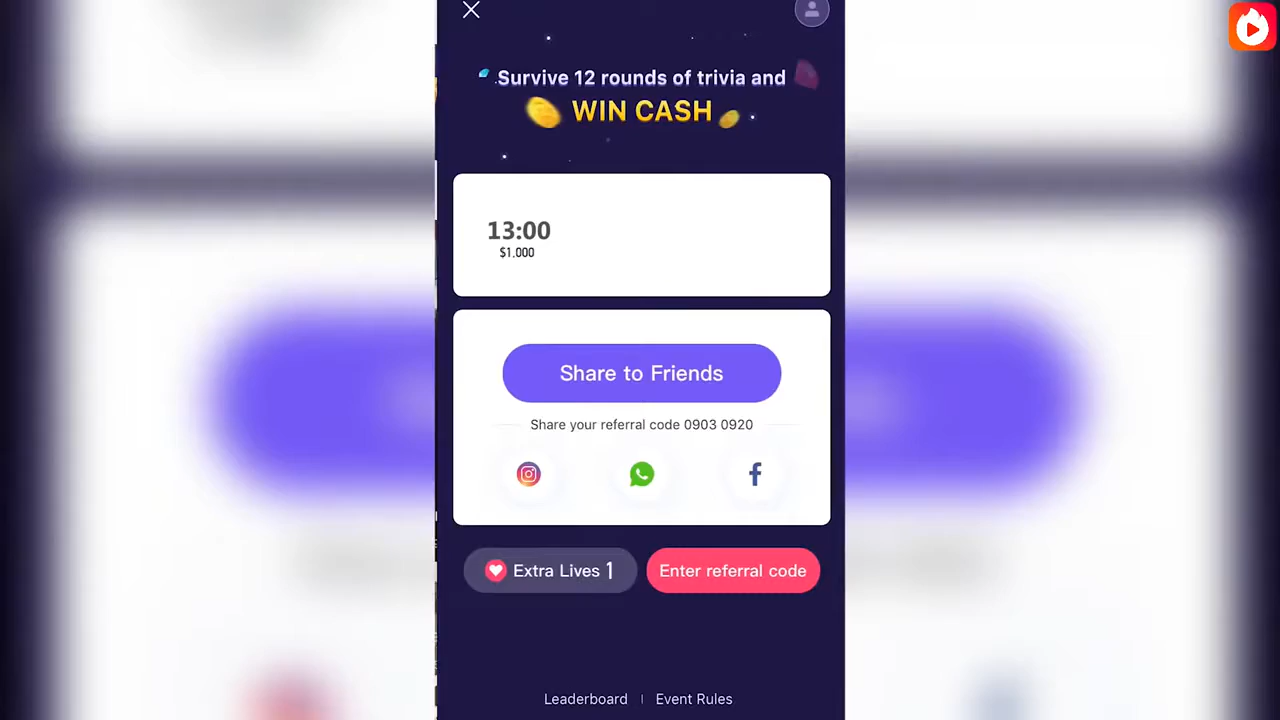 Survive 12 rounds of trivia and
WIN CASH
13:00
$1,000
Share to Friends
Share your referral code 0903 0920
Extra Lives 1
Enter referral code
Leaderboard | Event Rules